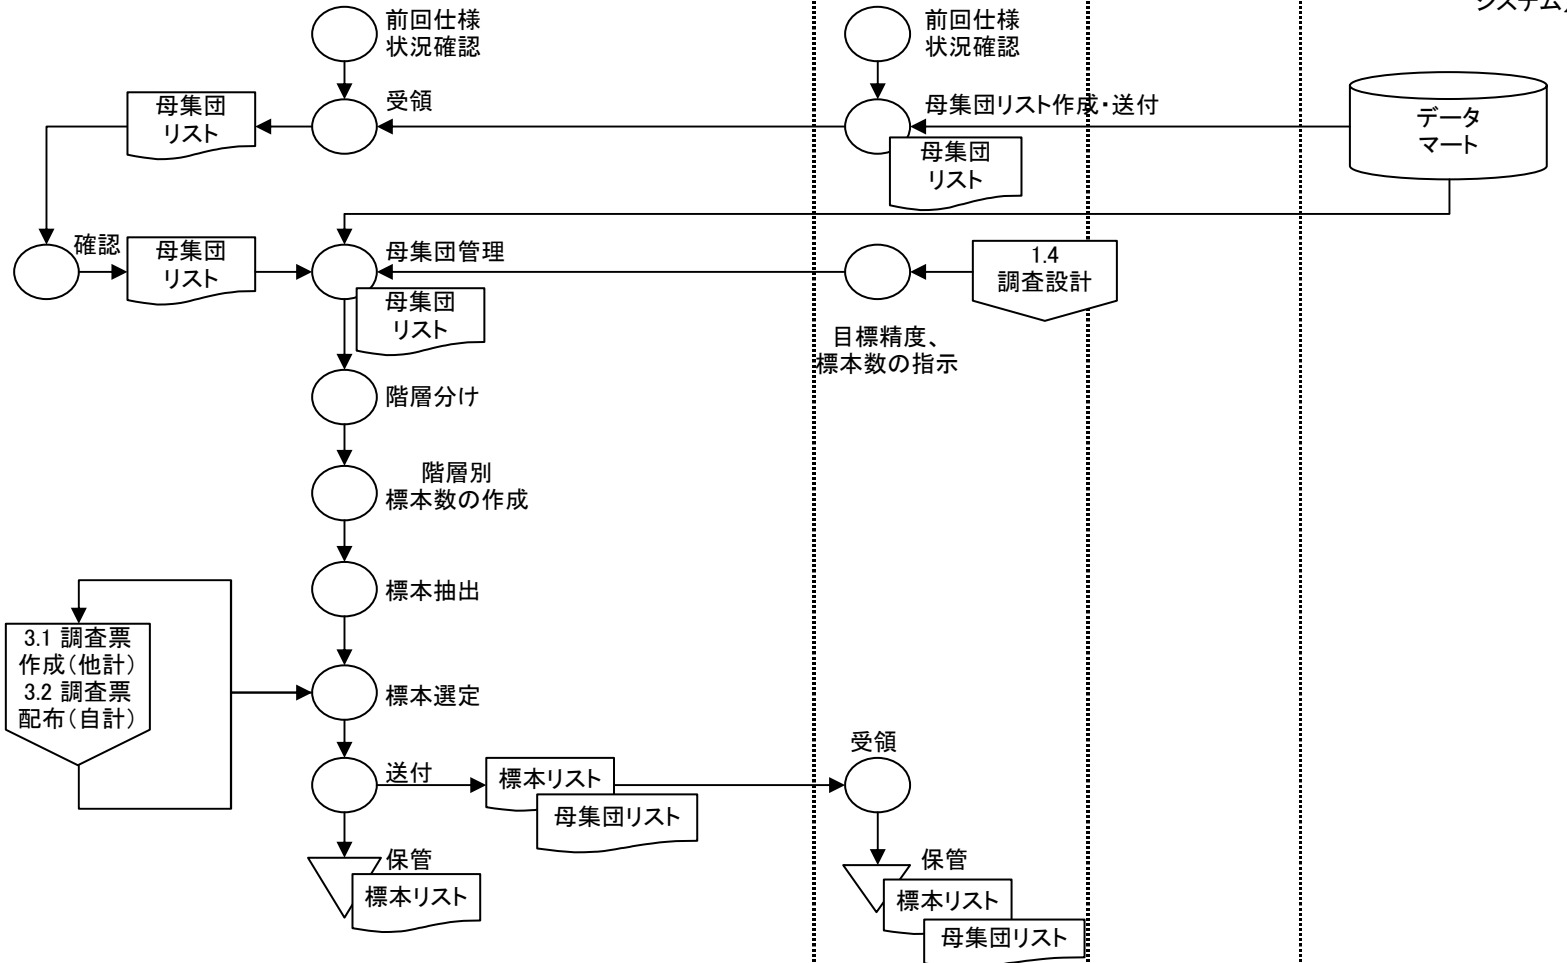 システム)
前回仕様
状況確認
前回仕様
状況確認
母集団
リスト
受領
母集団リスト作成・送付
母集団
リスト
データ
マート
確認
母集団
リスト
母集団管理
母集団
リスト
1.4
調査設計
目標精度、
標本数の指示
階層分け
階層別
標本数の作成
標本抽出
3.1 調査票
作成(他計)
3.2 調査票
配布(自計)
標本選定
送付
標本リスト
母集団リスト
受領
保管
標本リスト
保管
標本リスト
母集団リスト